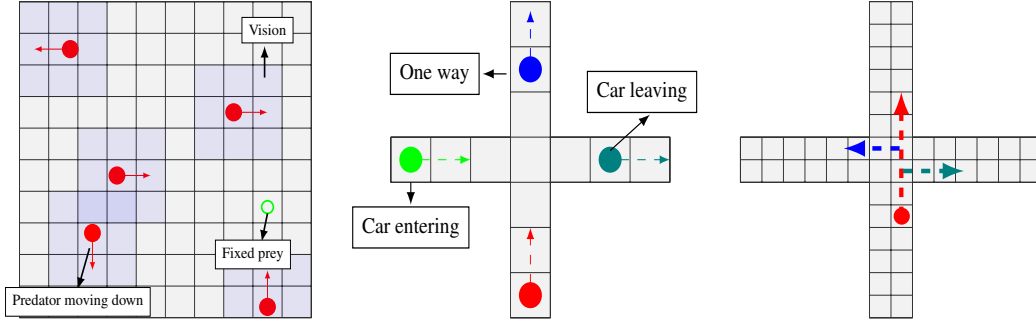 Vision
Fixed prey
Predator moving down
One way
Car leaving
Car entering